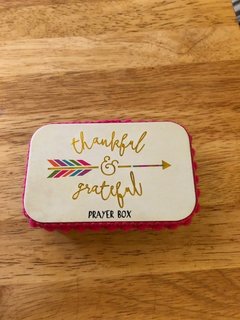 thankful
&
grateful
PRAYER BOX